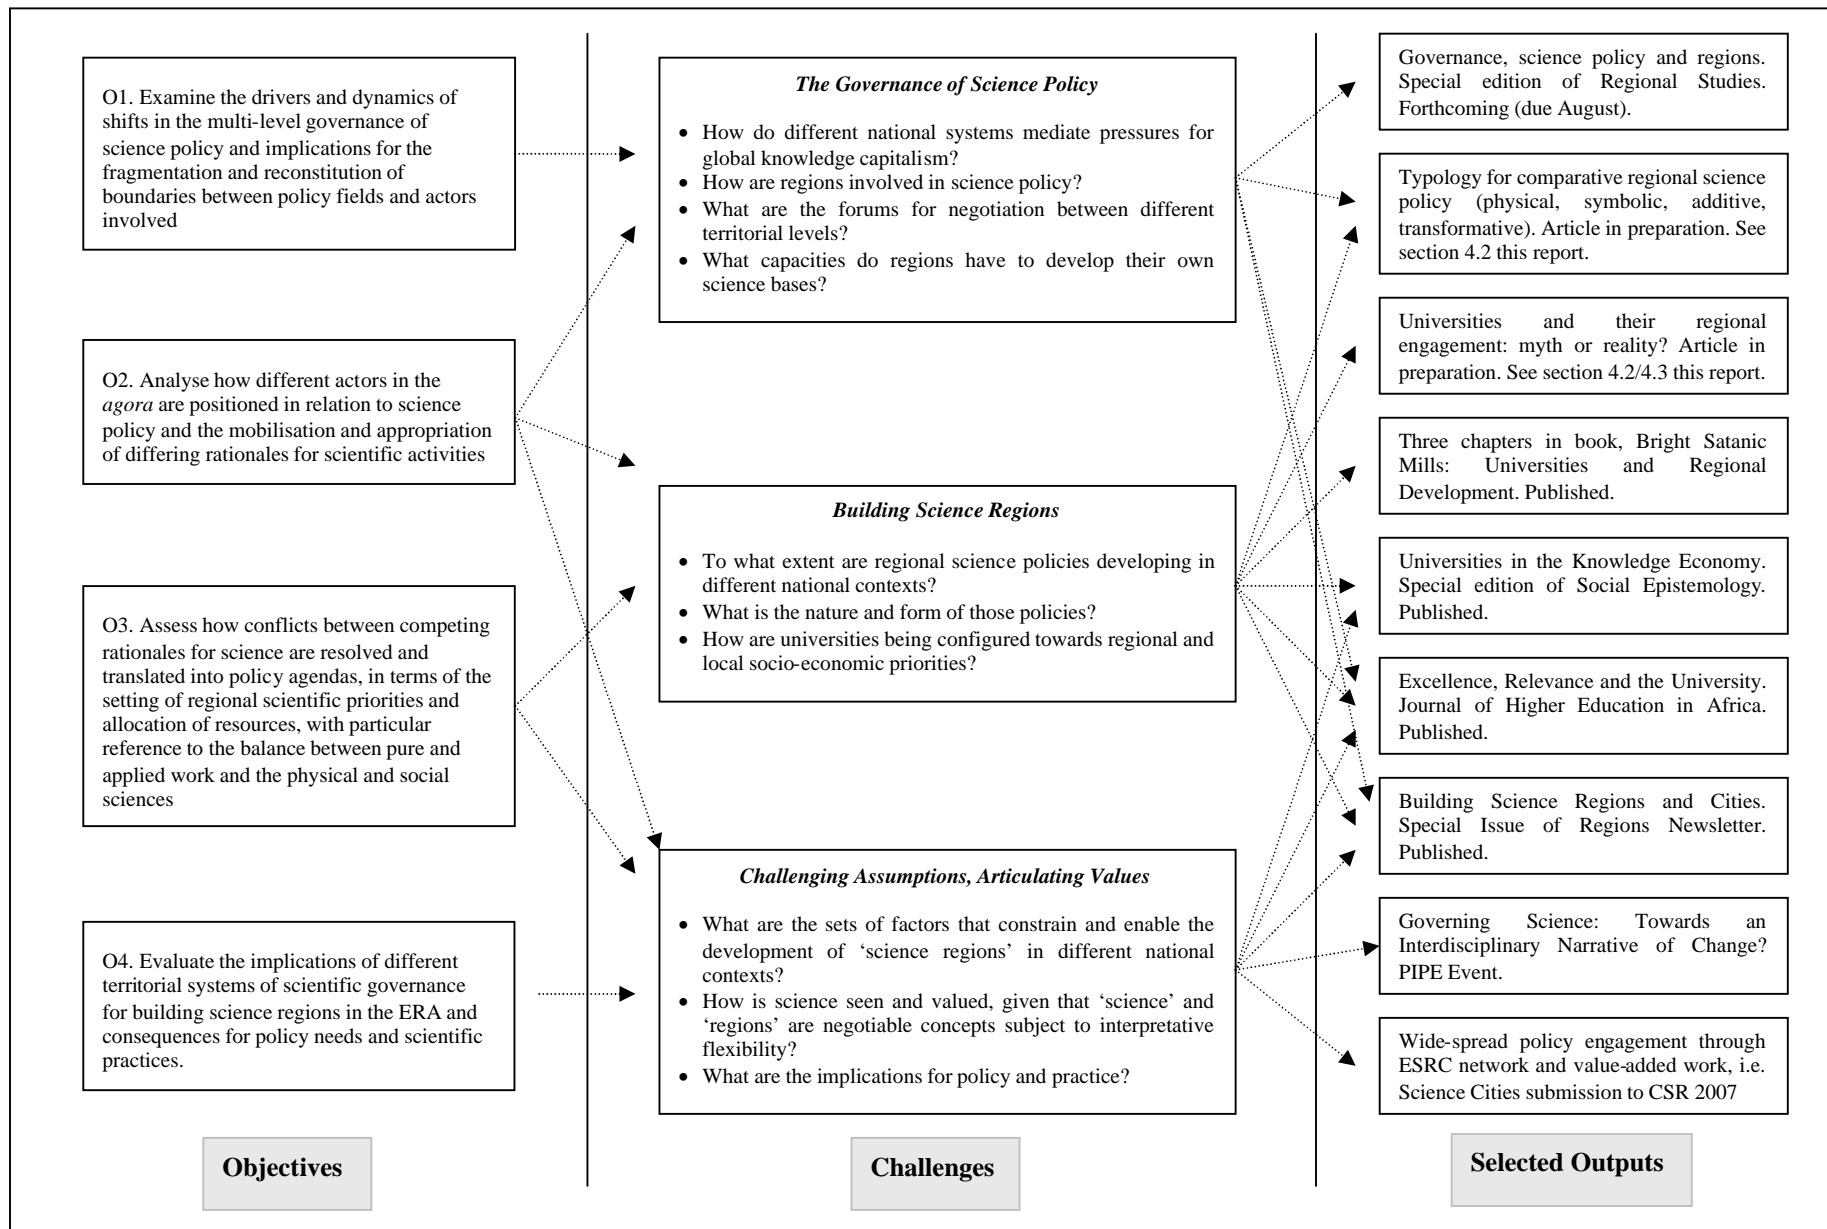 O1. Examine the drivers and dynamics of
shifts in the multi-level governance of
science policy and implications for the
fragmentation and reconstitution of
boundaries between policy fields and actors
involved
O2. Analyse how different actors in the
agora are positioned in relation to science
policy and the mobilisation and appropriation
of differing rationales for scientific activities
O3. Assess how conflicts between competing
rationales for science are resolved and
translated into policy agendas, in terms of the
setting of regional scientific priorities and
allocation of resources, with particular
reference to the balance between pure and
applied work and the physical and social
sciences
O4. Evaluate the implications of different
territorial systems of scientific governance
for building science regions in the ERA and
consequences for policy needs and scientific
practices.
Objectives
The Governance of Science Policy
• How do different national systems mediate pressures for
global knowledge capitalism?
• How are regions involved in science policy?
• What are the forums for negotiation between different
territorial levels?
• What capacities do regions have to develop their own
science bases?
Building Science Regions
• To what extent are regional science policies developing in
different national contexts?
• What is the nature and form of those policies?
• How are universities being configured towards regional and
local socio-economic priorities?
Challenging Assumptions, Articulating Values
• What are the sets of factors that constrain and enable the
development of ‘science regions’ in different national
contexts?
• How is science seen and valued, given that ‘science’ and
‘regions’ are negotiable concepts subject to interpretative
flexibility?
• What are the implications for policy and practice?
Challenges
Governance, science policy and regions.
Special edition of Regional Studies.
Forthcoming (due August).
Typology for comparative regional science
policy (physical, symbolic, additive,
transformative). Article in preparation. See
section 4.2 this report.
Universities and their regional
engagement: myth or reality? Article in
preparation. See section 4.2/4.3 this report.
Three chapters in book, Bright Satanic
Mills: Universities and Regional
Development. Published.
Universities in the Knowledge Economy.
Special edition of Social Epistemology.
Published.
Excellence, Relevance and the University.
Journal of Higher Education in Africa.
Published.
Building Science Regions and Cities.
Special Issue of Regions Newsletter.
Published.
Governing Science: Towards an
Interdisciplinary Narrative of Change?
PIPE Event.
Wide-spread policy engagement through
ESRC network and value-added work, i.e.
Science Cities submission to CSR 2007
Selected Outputs